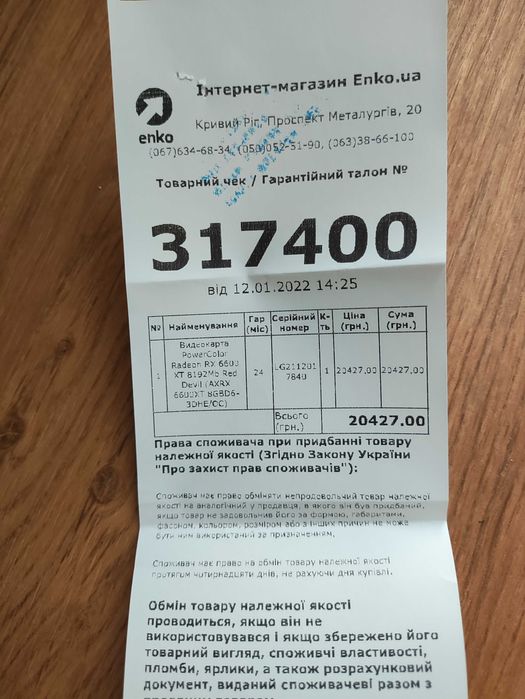 Інтернет-магазин Enko.ua
enko
Кривий Ріг, Проспект Металургів, 20
(067)634-68-34, (050)052-51-90, (063)38-66-100
Товарний чек / Гарантійний талон №
317400
від 12.01.2022 14:25
№ Найменування Гар (міс) Серійний номер К-ть Ціна (грн.) Сума (грн.)
1 Видеокарта PowerColor Radeon RX 6600 XT 8192Mb Red Devil (AXRX 6600XT 8GBD6-3DHE/OC) 24 1 20427.00 20427.00
Всього (грн.) 20427.00
Права споживача при придбанні товару
належної якості (Згідно Закону України
"Про захист прав споживачів"):
Споживач має право обміняти непродовольчий товар належної
якості на аналогічний у продавця, в якого він був придбаний,
якщо товар не задовольнив його за формою, габаритами,
фасоном, кольором, розміром або з інших причин не може
бути ним використаний за призначенням.
Споживач має право на обмін товару належної якості
протягом чотирнадцяти днів, не рахуючи дня купівлі.
Обмін товару належної якості
проводиться, якщо він не
використовувався і якщо збережено його
товарний вигляд, споживчі властивості,
пломби, ярлики, а також розрахунковий
документ, виданий споживачеві разом з